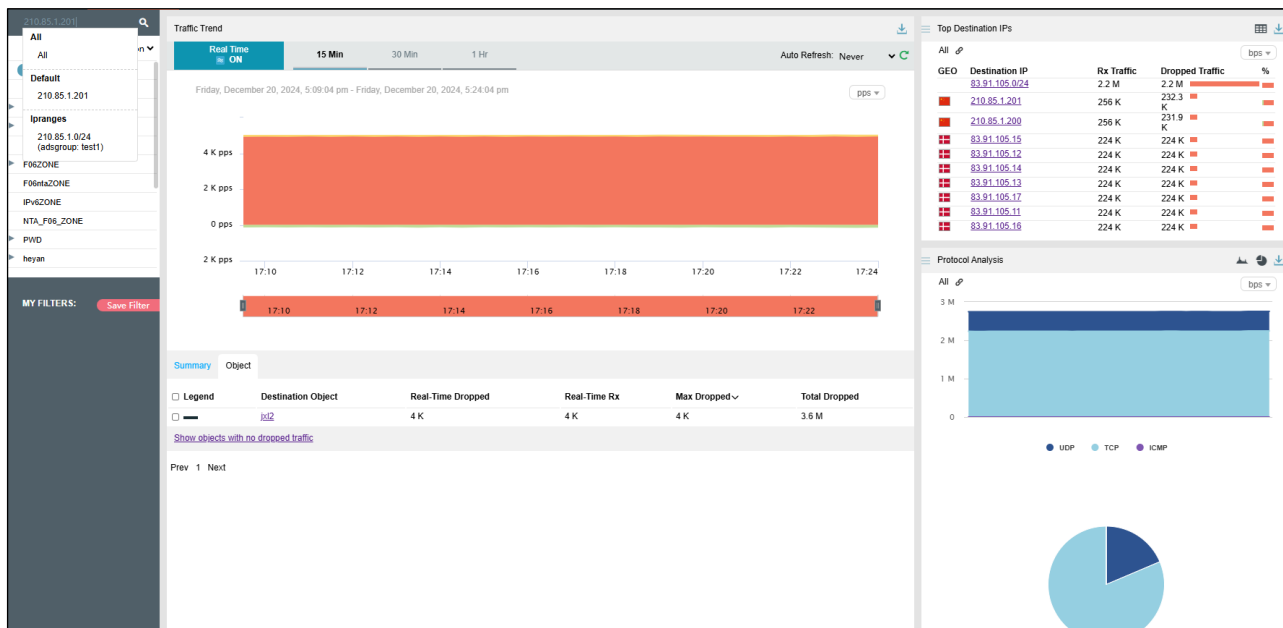 210.85.1.201
All
All
Default
210.85.1.201
Ipranges
210.85.1.0/24
(adsgroup: test1)
F06ZONE
F06ntaZONE
IPv6ZONE
NTA_F06_ZONE
PWD
heyan
MY FILTERS: Save Filter
Traffic Trend
Real Time
ON
15 Min 30 Min 1 Hr
Auto Refresh: Never
Friday, December 20, 2024, 5:09:04 pm - Friday, December 20, 2024, 5:24:04 pm
pps
4 K pps
2 K pps
0 pps
2 K pps
17:10 17:12 17:14 17:16 17:18 17:20 17:22 17:24
17:10 17:12 17:14 17:16 17:18 17:20 17:22
Summary Object
Legend Destination Object Real-Time Dropped Real-Time Rx Max Dropped Total Dropped
jxl2 4 K 4 K 4 K 3.6 M
Show objects with no dropped traffic
Prev 1 Next
Top Destination IPs
All
bps
GEO Destination IP Rx Traffic Dropped Traffic %
83.91.105.0/24 2.2 M 2.2 M
210.85.1.201 256 K 232.3 K
210.85.1.200 256 K 231.9 K
83.91.105.15 224 K 224 K
83.91.105.12 224 K 224 K
83.91.105.14 224 K 224 K
83.91.105.13 224 K 224 K
83.91.105.17 224 K 224 K
83.91.105.11 224 K 224 K
83.91.105.16 224 K 224 K
Protocol Analysis
All
bps
3 M
2 M
1 M
0
UDP TCP ICMP